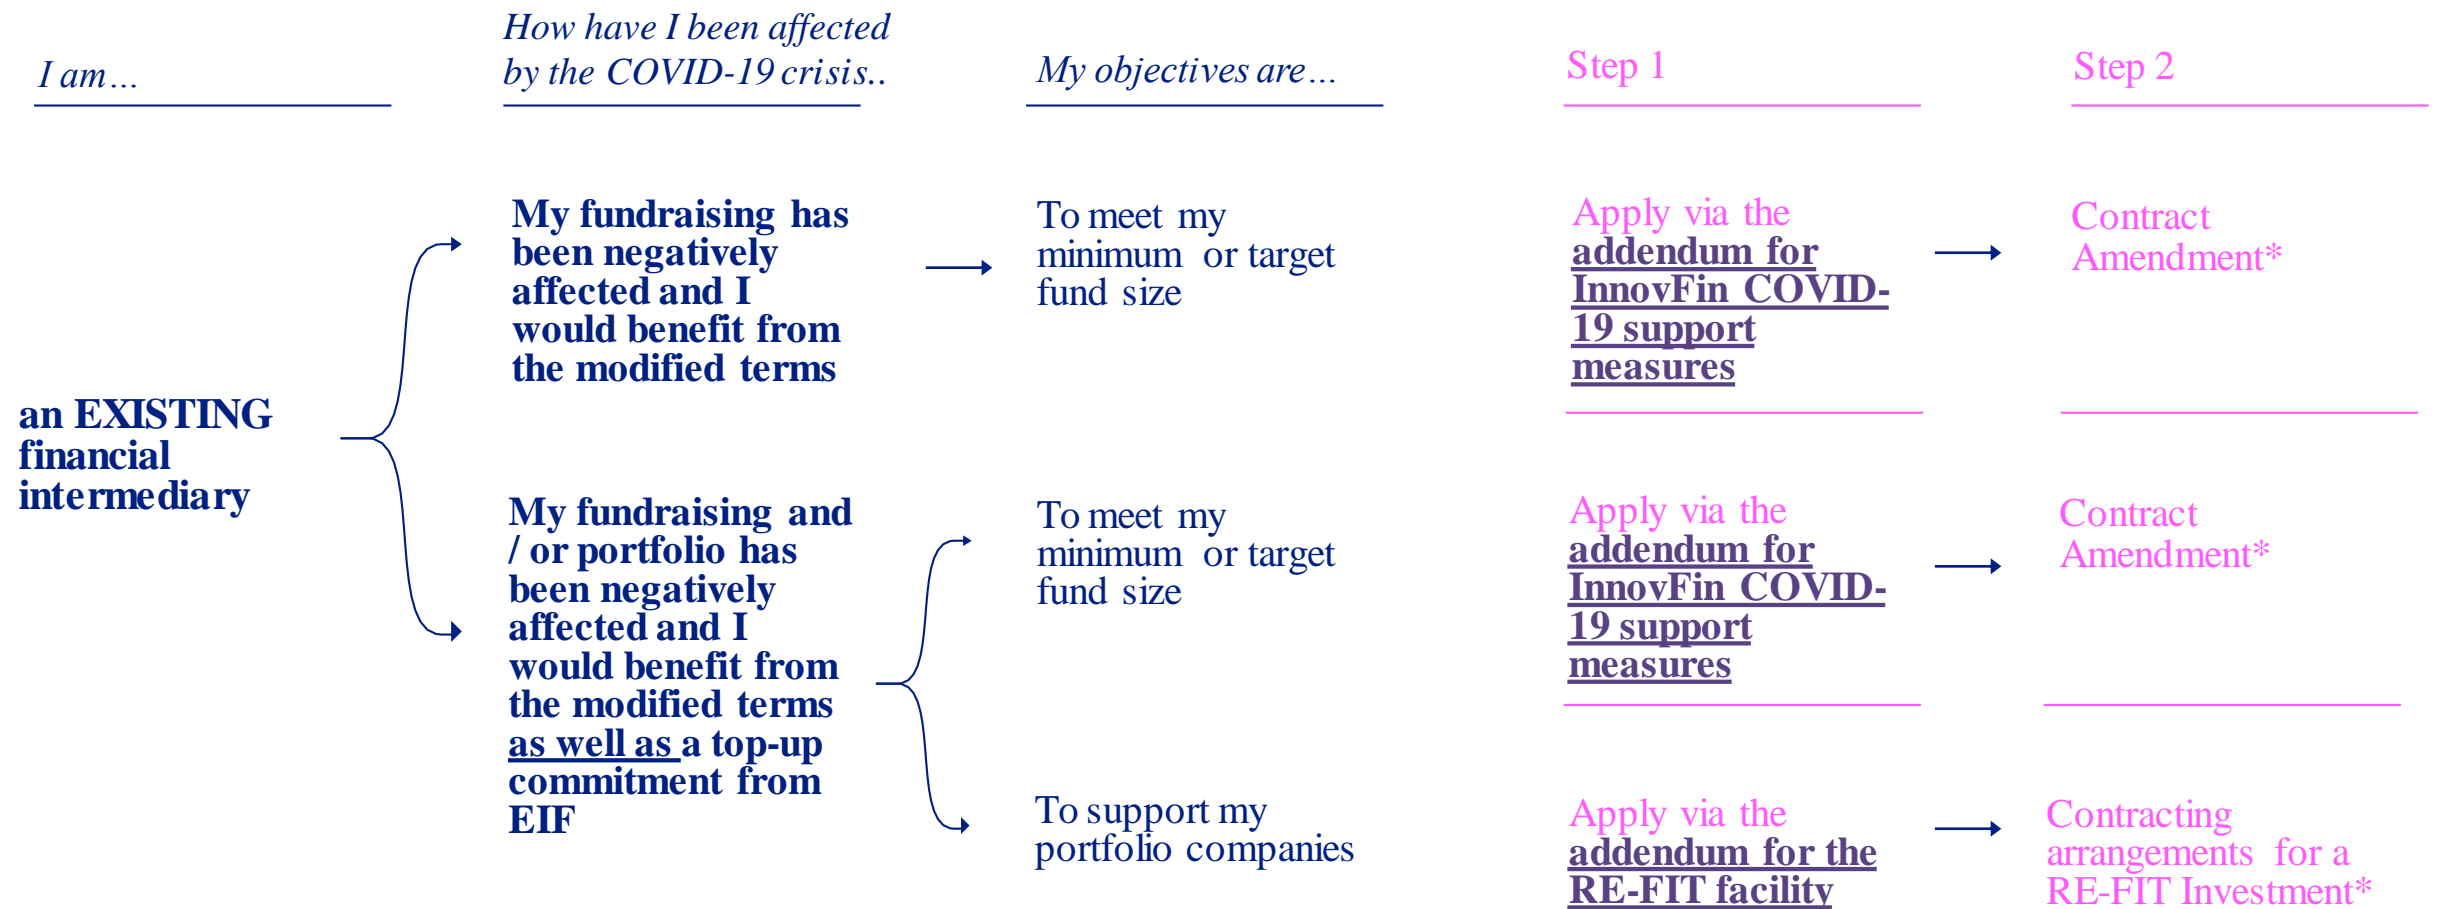 I am…
How have I been affected
by the COVID-19 crisis..
My objectives are…
Step 1
Step 2
an EXISTING
financial
intermediary
My fundraising has
been negatively
affected and I
would benefit from
the modified terms
To meet my
minimum or target
fund size
Apply via the
addendum for
InnovFin COVID-
19 support
measures
Contract
Amendment*
My fundraising and
/ or portfolio has
been negatively
affected and I
would benefit from
the modified terms
as well as a top-up
commitment from
EIF
To meet my
minimum or target
fund size
Apply via the
addendum for
InnovFin COVID-
19 support
measures
Contract
Amendment*
To support my
portfolio companies
Apply via the
addendum for the
RE-FIT facility
Contracting
arrangements for a
RE-FIT Investment*